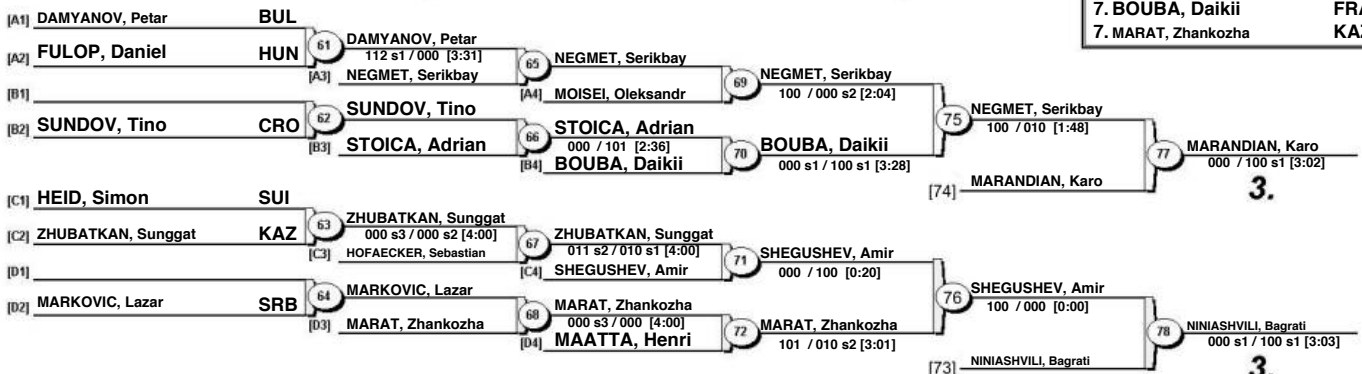 7. BOUBA, Daikii FRA
7. MARAT, Zhankozha KAZ
[A1] DAMYANOV, Petar BUL
[A2] FULOP, Daniel HUN
61
DAMYANOV, Petar
112 s1 / 000 [3:31]
[A3] NEGMET, Serikbay
65
NEGMET, Serikbay
[A4] MOISEI, Oleksandr
69
NEGMET, Serikbay
100 / 000 s2 [2:04]
[B1]
[B2] SUNDOV, Tino CRO
62
SUNDOV, Tino
[B3] STOICA, Adrian
66
STOICA, Adrian
000 / 101 [2:36]
[B4] BOUBA, Daikii
70
BOUBA, Daikii
000 s1 / 100 s1 [3:28]
75
NEGMET, Serikbay
100 / 010 [1:48]
[74] MARANDIAN, Karo
77
MARANDIAN, Karo
000 / 100 s1 [3:02]
3.
[C1] HEID, Simon SUI
[C2] ZHUBATKAN, Sunggat KAZ
63
ZHUBATKAN, Sunggat
000 s3 / 000 s2 [4:00]
[C3] HOFAECKER, Sebastian
67
ZHUBATKAN, Sunggat
011 s2 / 010 s1 [4:00]
[C4] SHEGUSHEV, Amir
71
SHEGUSHEV, Amir
000 / 100 [0:20]
[D1]
[D2] MARKOVIC, Lazar SRB
64
MARKOVIC, Lazar
[D3] MARAT, Zhankozha
68
MARAT, Zhankozha
000 s3 / 000 [4:00]
[D4] MAATTA, Henri
72
MARAT, Zhankozha
101 / 010 s2 [3:01]
76
SHEGUSHEV, Amir
100 / 000 [0:00]
[73] NINIASHVILI, Bagrati
78
NINIASHVILI, Bagrati
000 s1 / 100 s1 [3:03]
3.